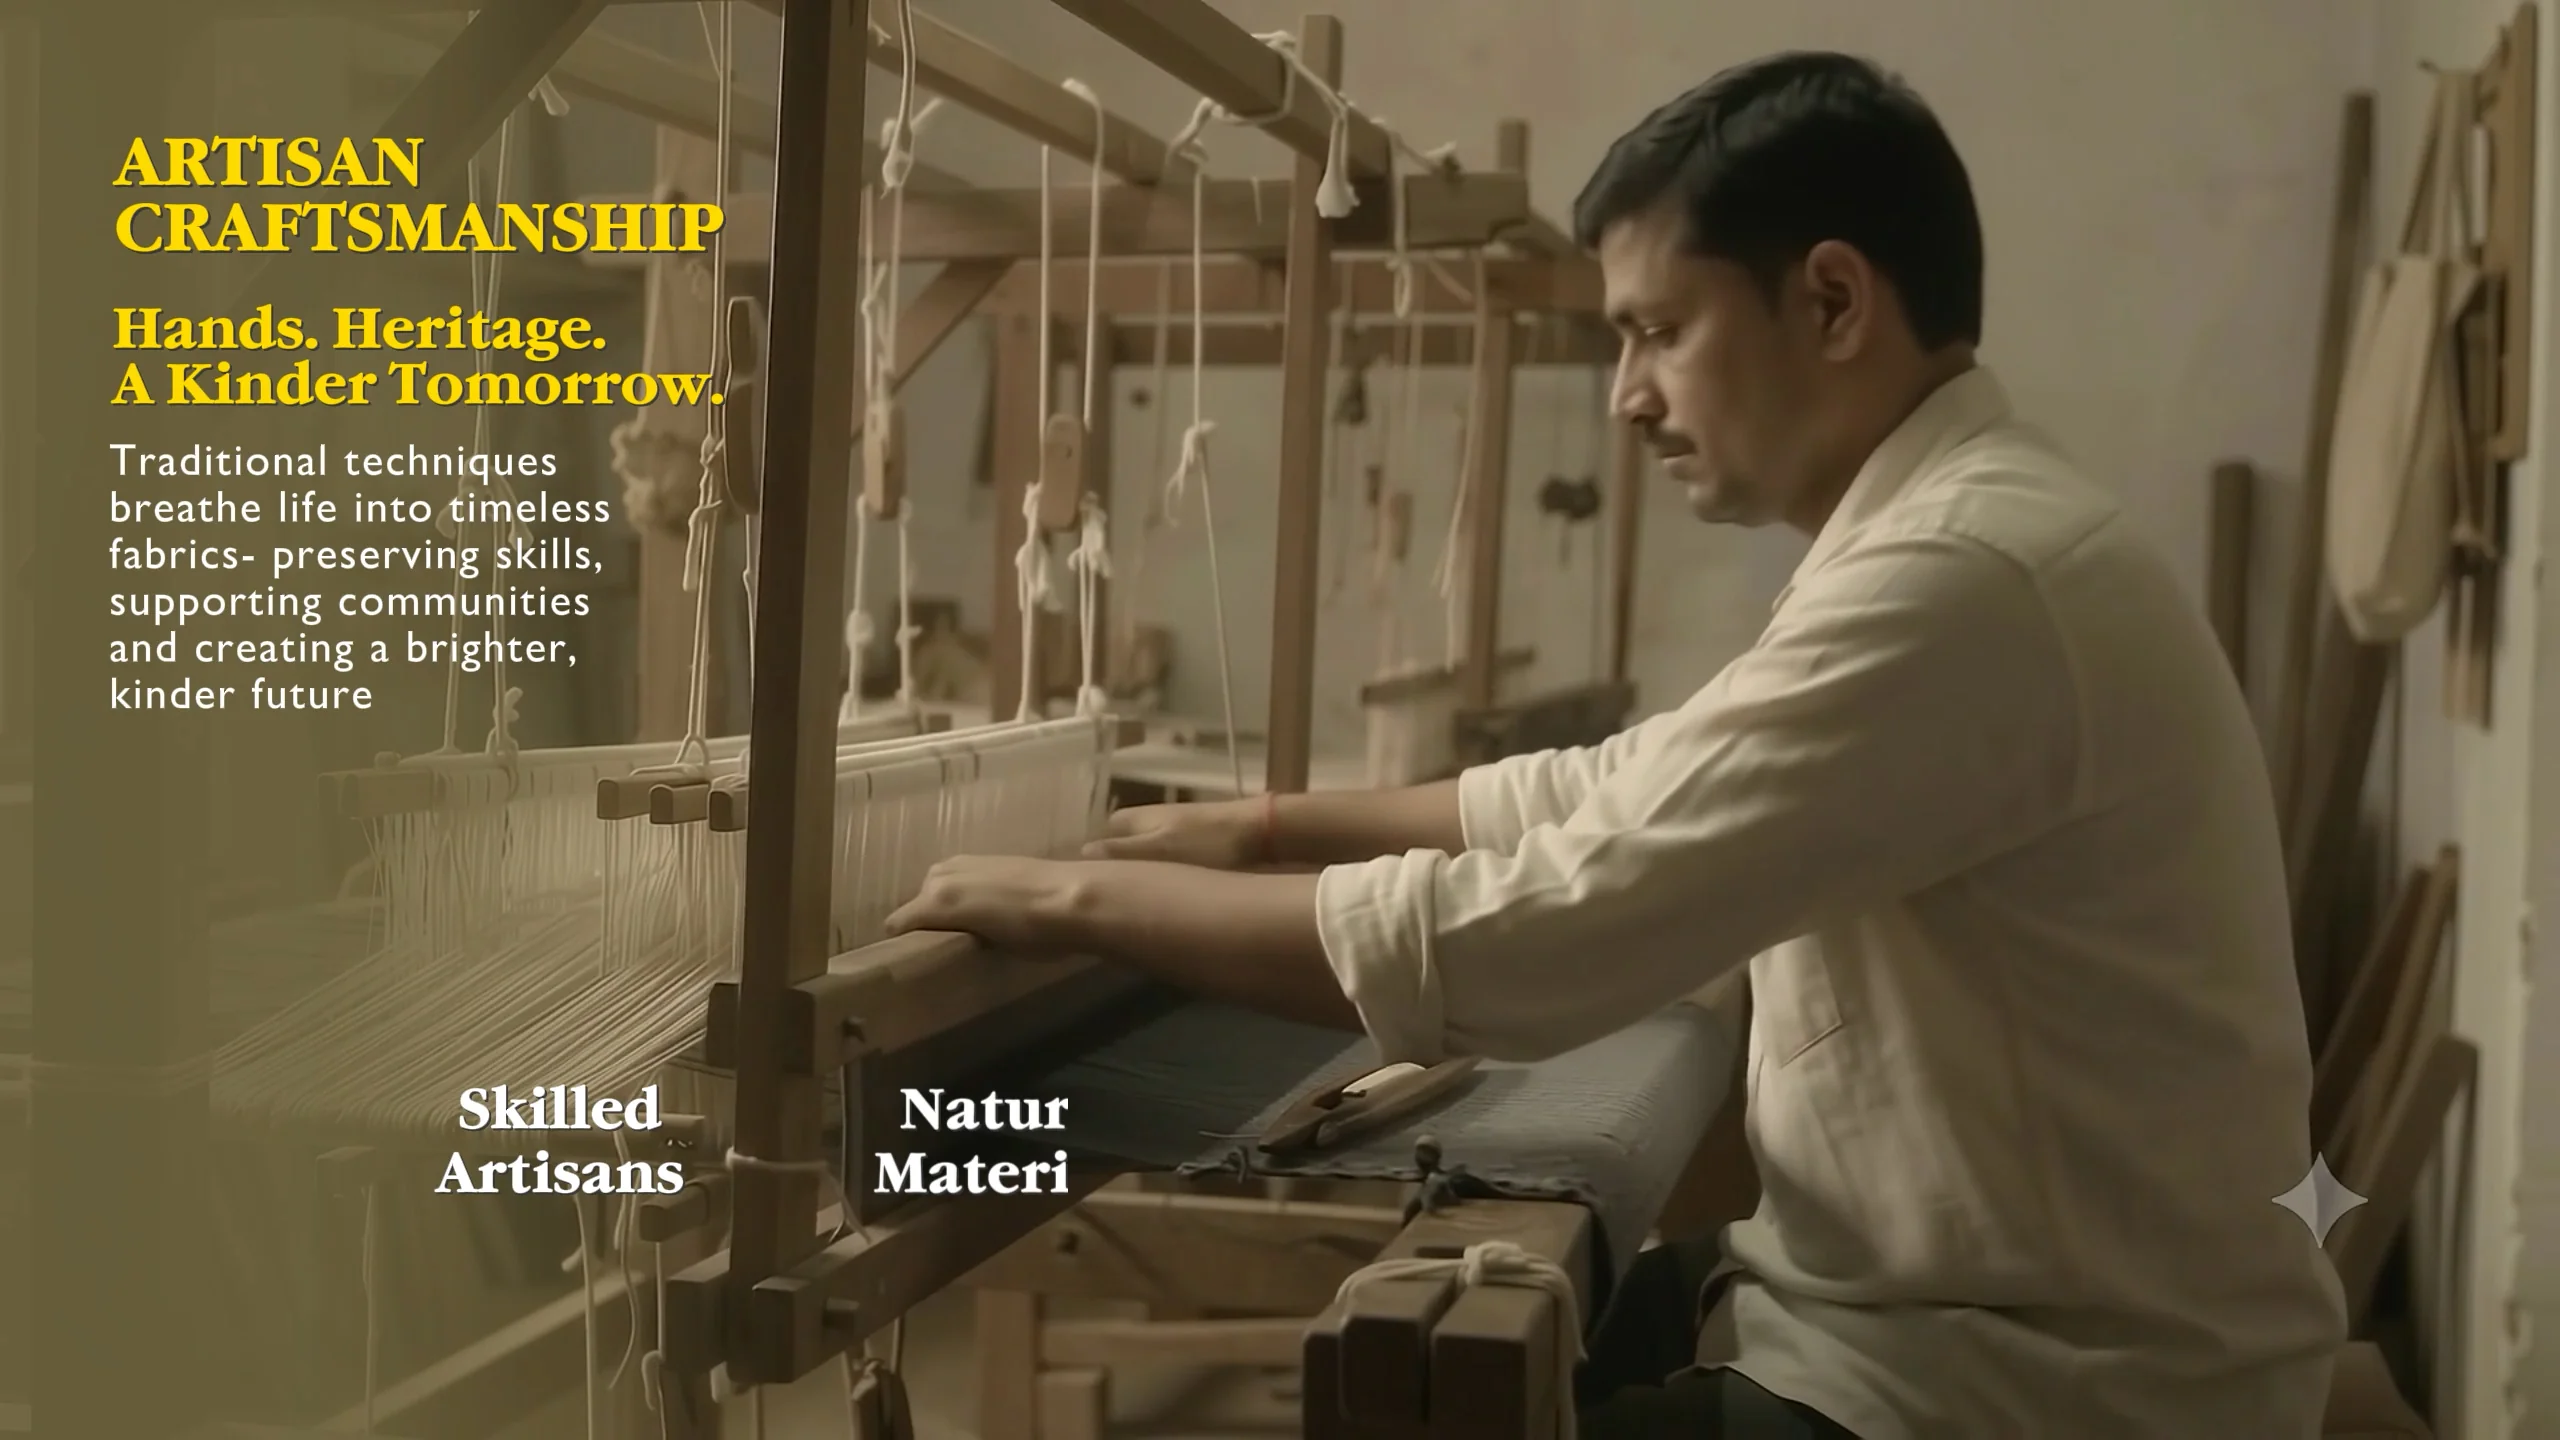 ARTISAN
CRAFTSMANSHIP
Hands. Heritage.
A Kinder Tomorrow.
Traditional techniques
breathe life into timeless
fabrics- preserving skills,
supporting communities
and creating a brighter,
kinder future
Skilled Natur
Artisans Materi